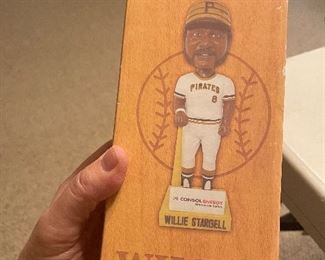 P
PIRATES
8
CONSOL ENERGY
WILLIE STARGELL